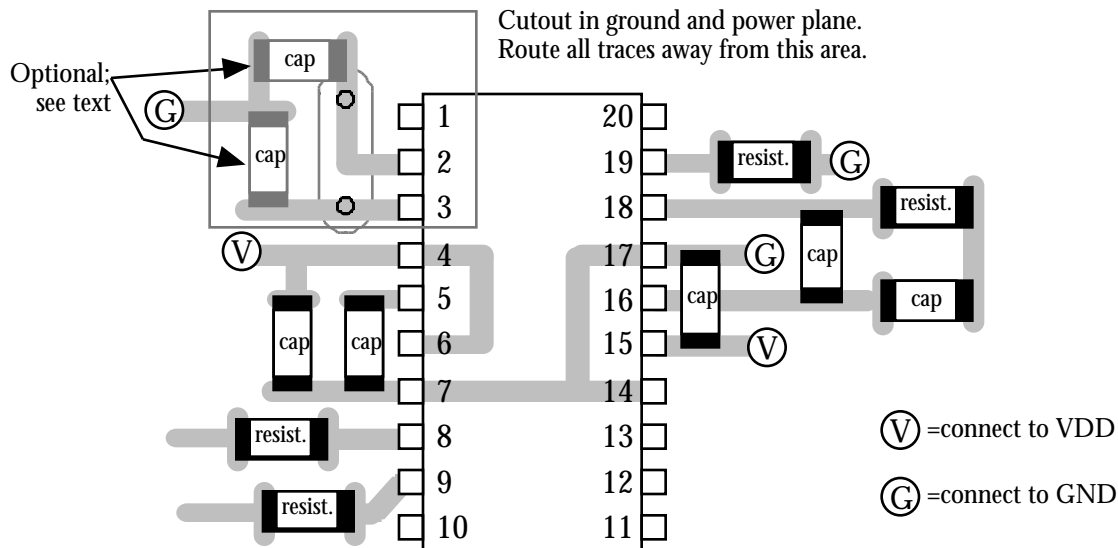 Cutout in ground and power plane.
Route all traces away from this area.
Optional;
see text
cap
G
cap
1
20
2
19
resist.
G
3
18
resist.
V
4
17
G
cap
5
16
cap
cap
cap
cap
6
15
V
7
14
resist.
8
13
V =connect to VDD
9
12
resist.
G =connect to GND
10
11